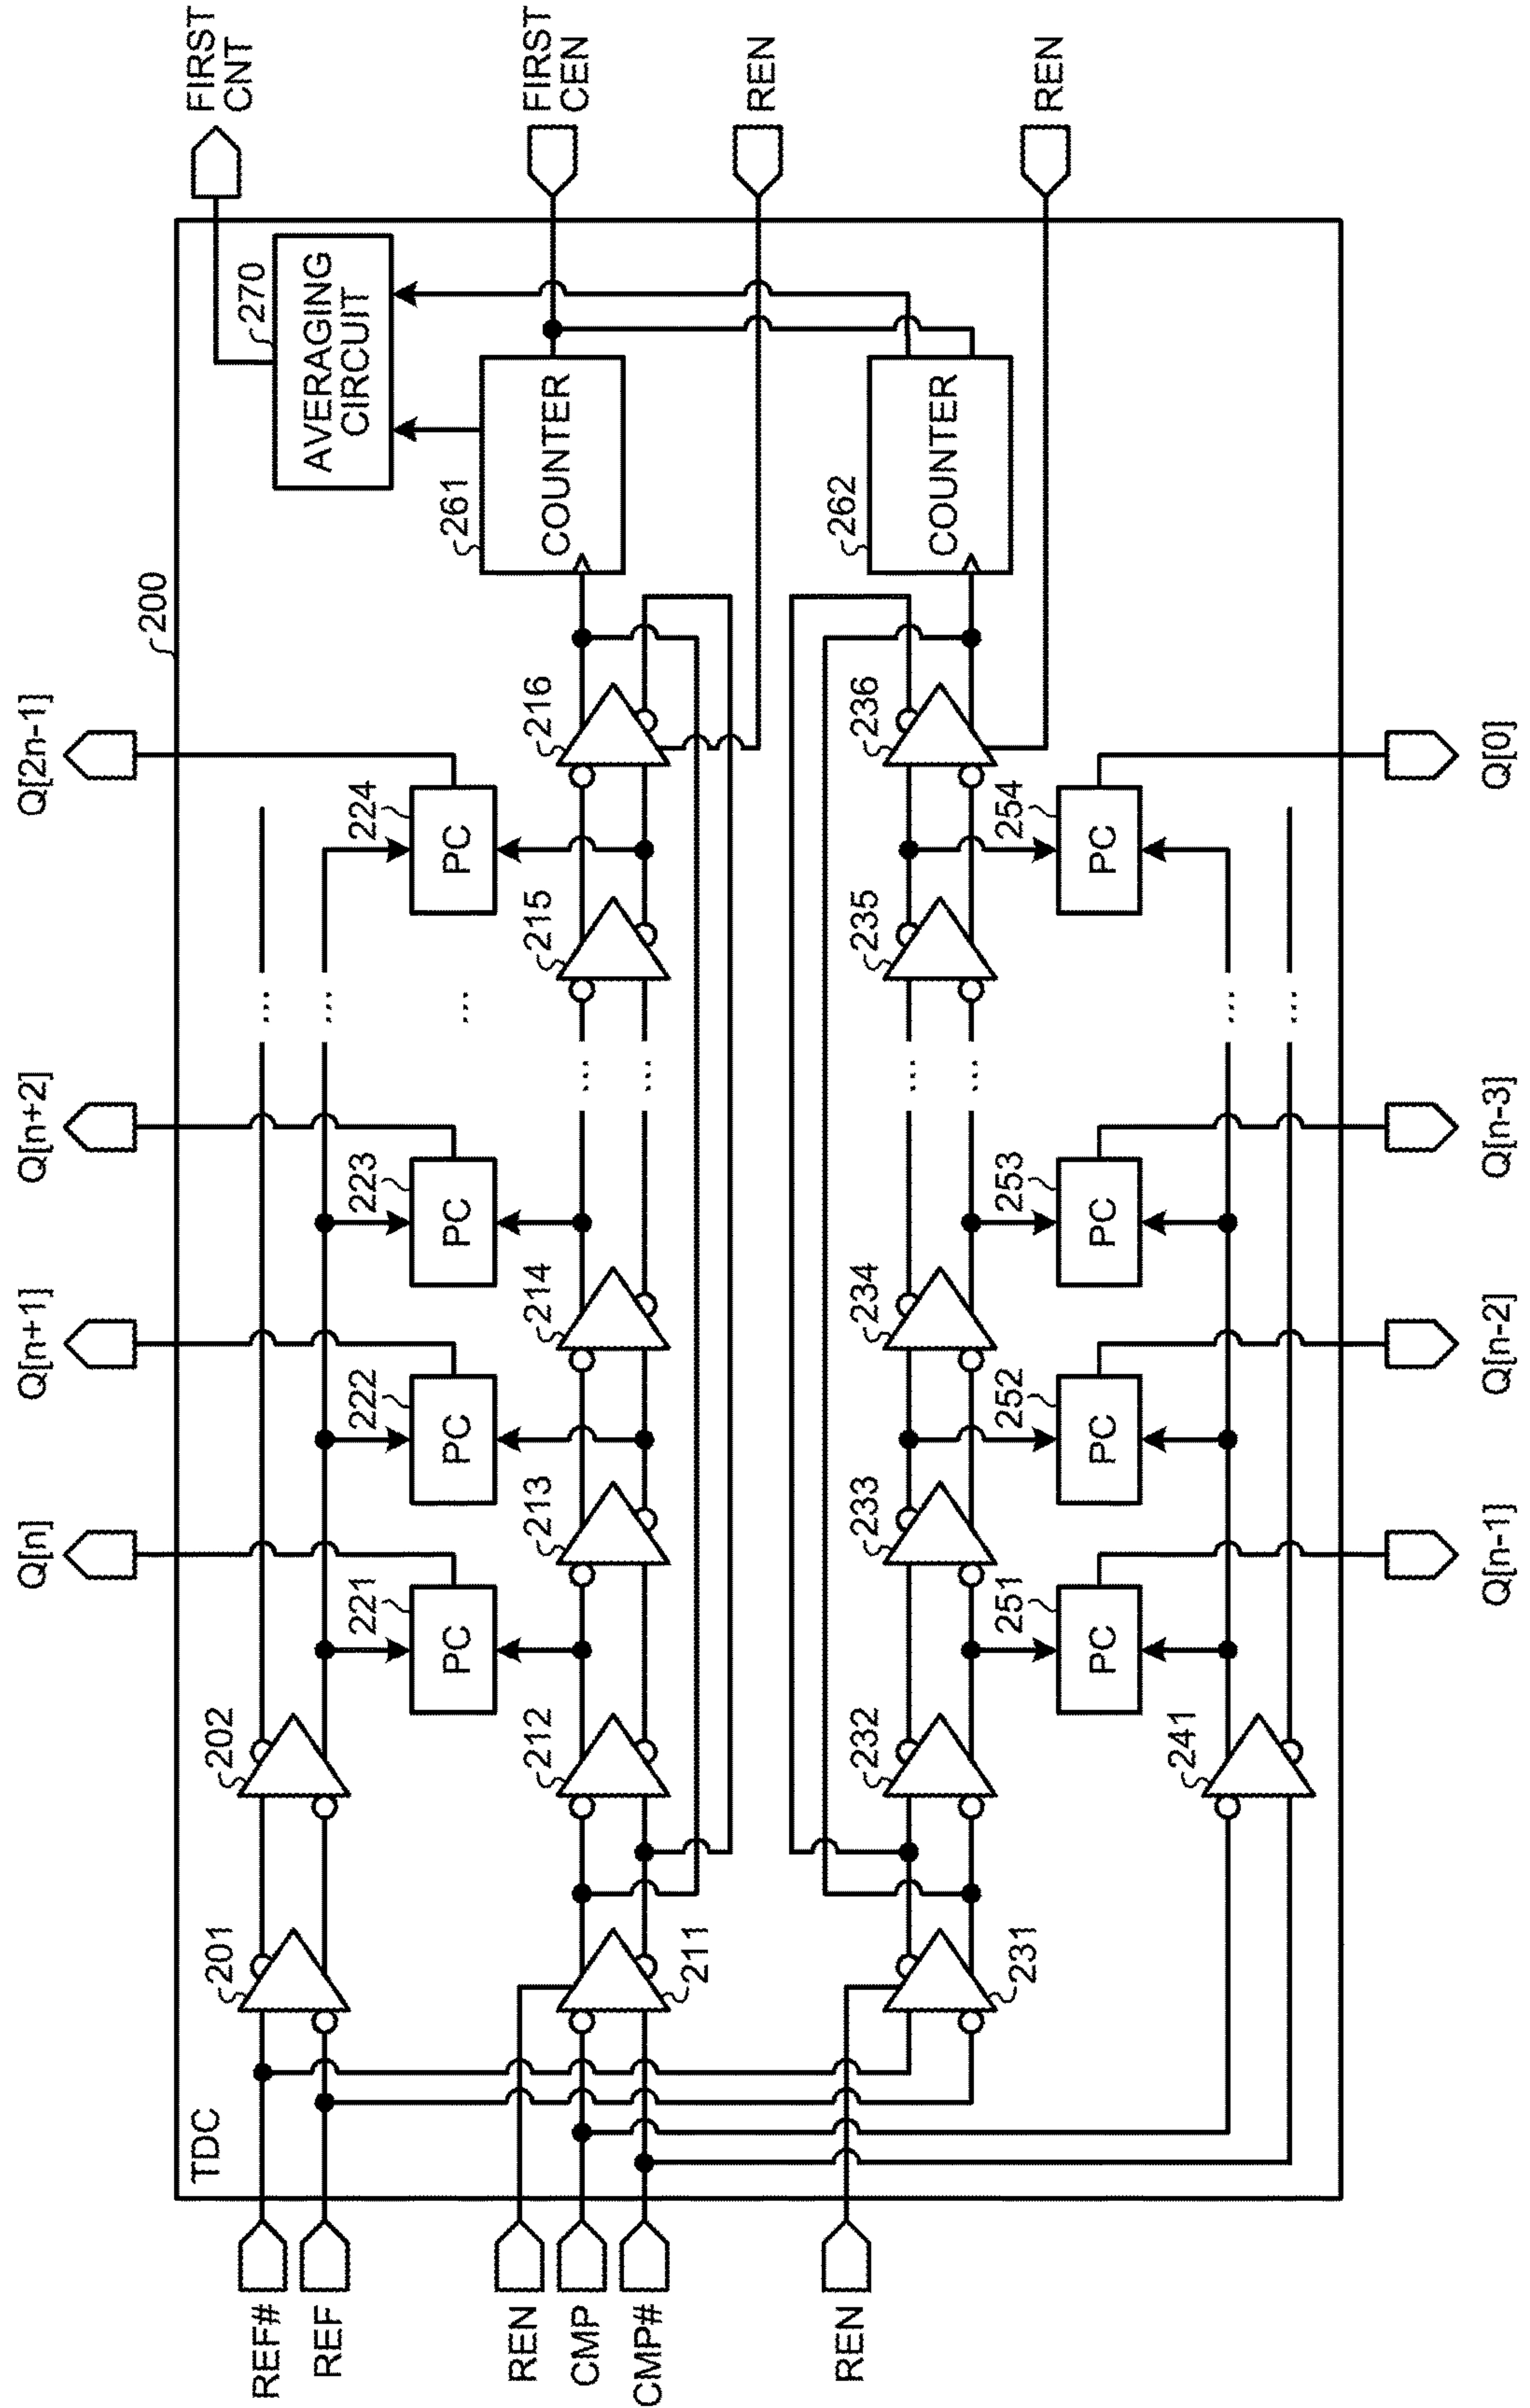 Q[n]
Q[n+1]
Q[n+2]
Q[2n-1]
200
TDC
REF#
REF
REN
CMP
CMP#
REN
201
202
221
PC
222
PC
223
PC
...
...
...
224
PC
270
AVERAGING
CIRCUIT
FIRST
CNT
211
212
213
214
...
...
215
216
261
COUNTER
FIRST
CEN
REN
231
232
233
234
...
...
235
236
262
COUNTER
REN
241
251
PC
252
PC
253
PC
...
...
254
PC
Q[n-1]
Q[n-2]
Q[n-3]
Q[0]